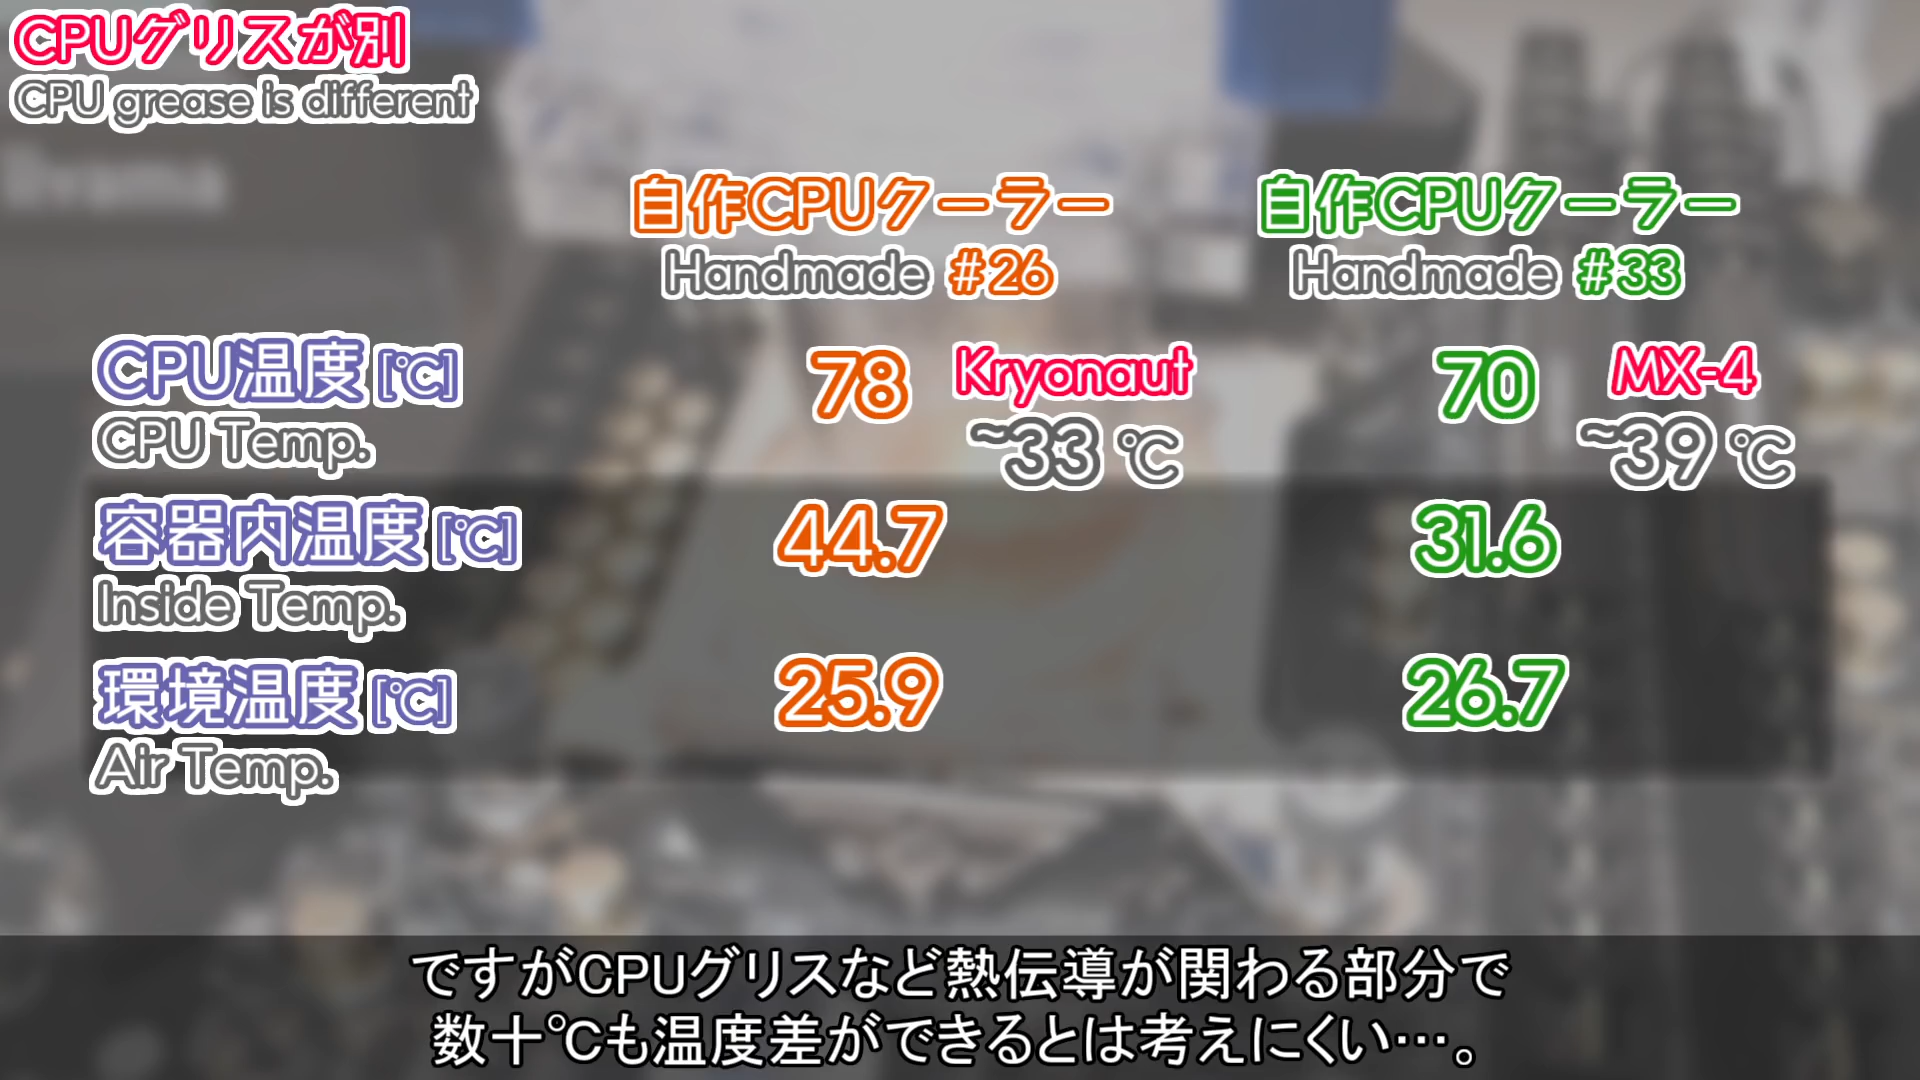 CPUグリスが別
CPU grease is different
自作CPUクーラー 自作CPUクーラー
Handmade #26 Handmade #33
CPU温度 [℃] 78 Kryonaut 70 MX-4
CPU Temp. ~33 ℃ ~39 ℃
容器内温度 [℃] 44.7 31.6
Inside Temp.
環境温度 [℃] 25.9 26.7
Air Temp.
ですがCPUグリスなど熱伝導が関わる部分で
数十℃も温度差ができるとは考えにくい…。